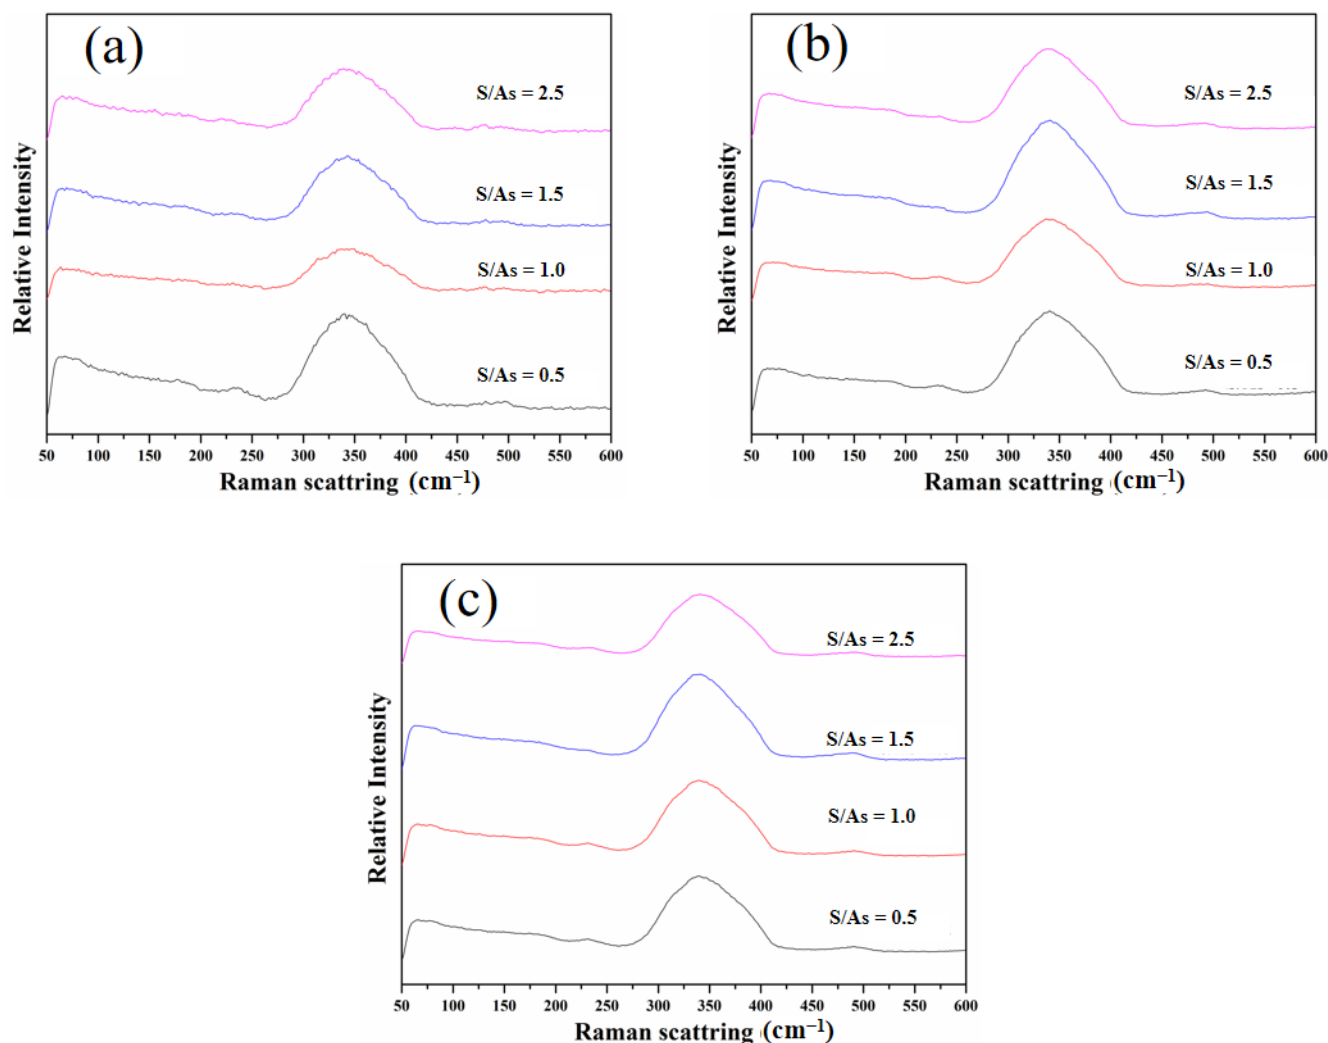 (a)
S/As = 2.5
S/As = 1.5
S/As = 1.0
S/As = 0.5
Relative Intensity
50 100 150 200 250 300 350 400 450 500 550 600
Raman scattring (cm⁻¹)
(b)
S/As = 2.5
S/As = 1.5
S/As = 1.0
S/As = 0.5
Relative Intensity
50 100 150 200 250 300 350 400 450 500 550 600
Raman scattring (cm⁻¹)
(c)
S/As = 2.5
S/As = 1.5
S/As = 1.0
S/As = 0.5
Relative Intensity
50 100 150 200 250 300 350 400 450 500 550 600
Raman scattring (cm⁻¹)